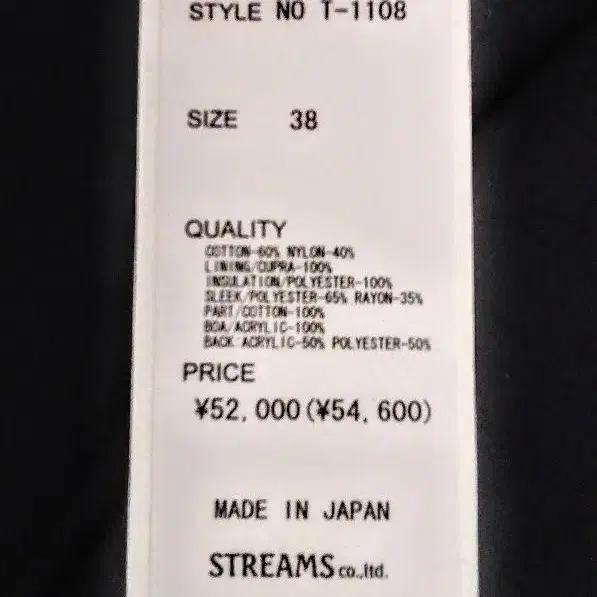 STYLE NO T-1108
SIZE 38
QUALITY
COTTON-60% NYLON-40%
LINING/CUPRA-100%
INSULATION/POLYESTER-100%
SLEEK/POLYESTER-65% RAYON-35%
PART/COTTON-100%
BOA/ACRYLIC-100%
BACK ACRYLIC-50% POLYESTER-50%
PRICE
¥52,000(¥54,600)
MADE IN JAPAN
STREAMS co.,ltd.